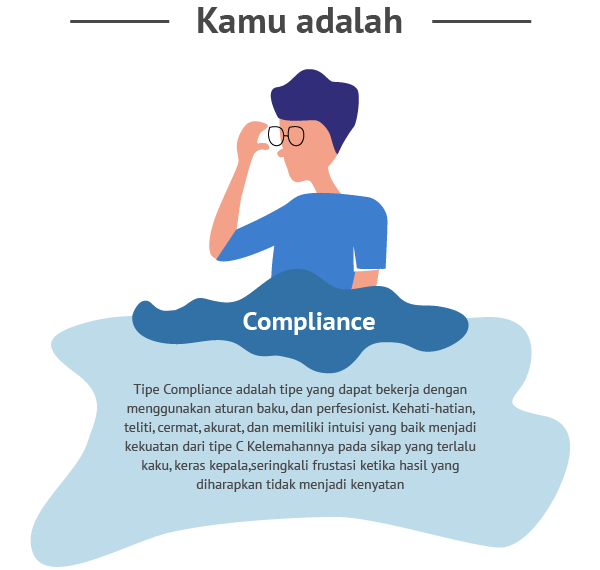 Kamu adalah
Compliance
Tipe Compliance adalah tipe yang dapat bekerja dengan
menggunakan aturan baku, dan perfesionist. Kehati-hatian,
teliti, cermat, akurat, dan memiliki intuisi yang baik menjadi
kekuatan dari tipe C Kelemahannya pada sikap yang terlalu
kaku, keras kepala,seringkali frustasi ketika hasil yang
diharapkan tidak menjadi kenyatan